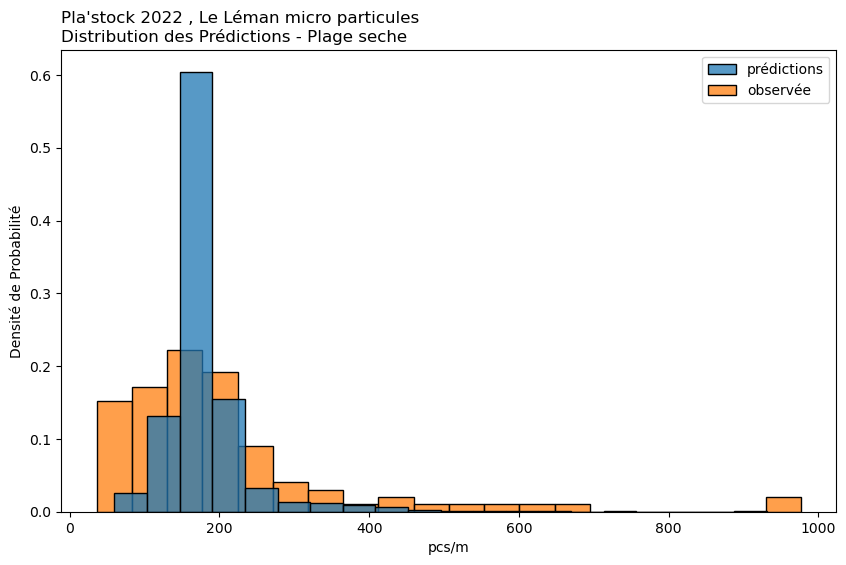 Pla'stock 2022 , Le Léman micro particules
Distribution des Prédictions - Plage seche
prédictions
observée
Densité de Probabilité
0.6
0.5
0.4
0.3
0.2
0.1
0.0
0
200
400
600
800
1000
pcs/m